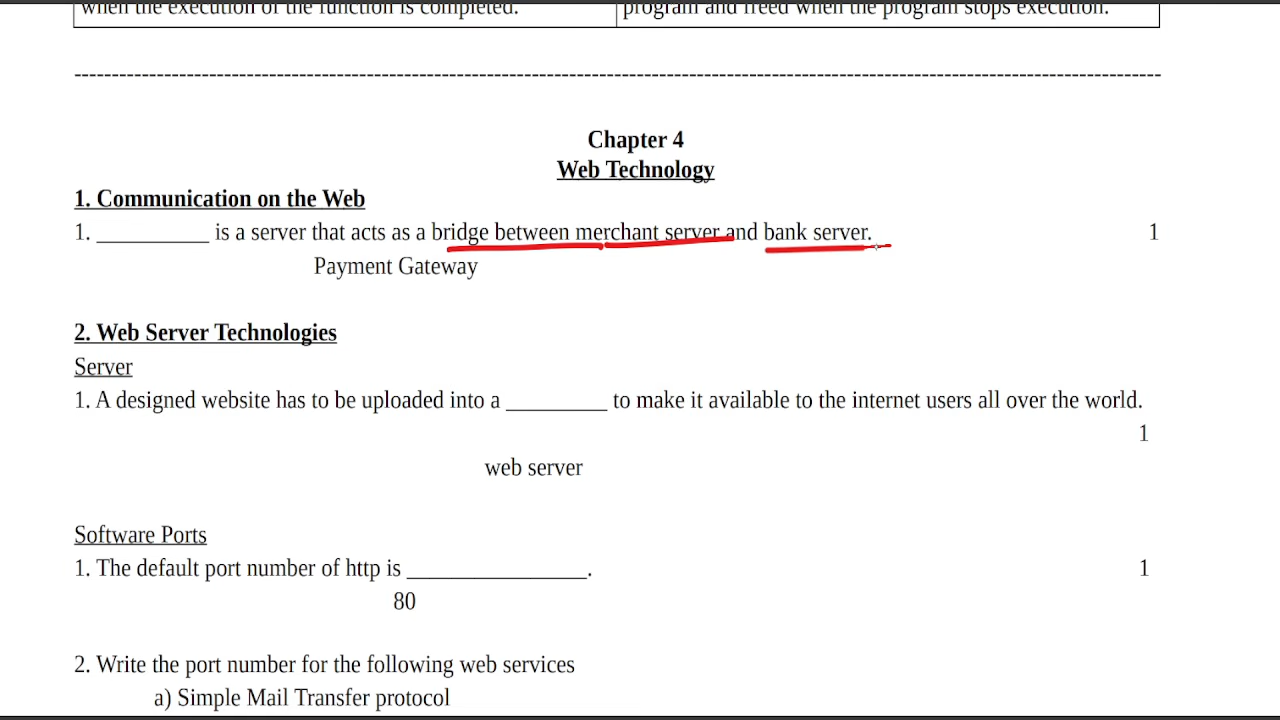 when the execution of the function is completed. program and freed when the program stops execution.
--------------------------------------------------------------------------------------------------------------------------------------------------
Chapter 4
Web Technology
1. Communication on the Web
1. __________ is a server that acts as a bridge between merchant server and bank server. 1
Payment Gateway
2. Web Server Technologies
Server
1. A designed website has to be uploaded into a _________ to make it available to the internet users all over the world.
1
web server
Software Ports
1. The default port number of http is ________________. 1
80
2. Write the port number for the following web services
a) Simple Mail Transfer protocol